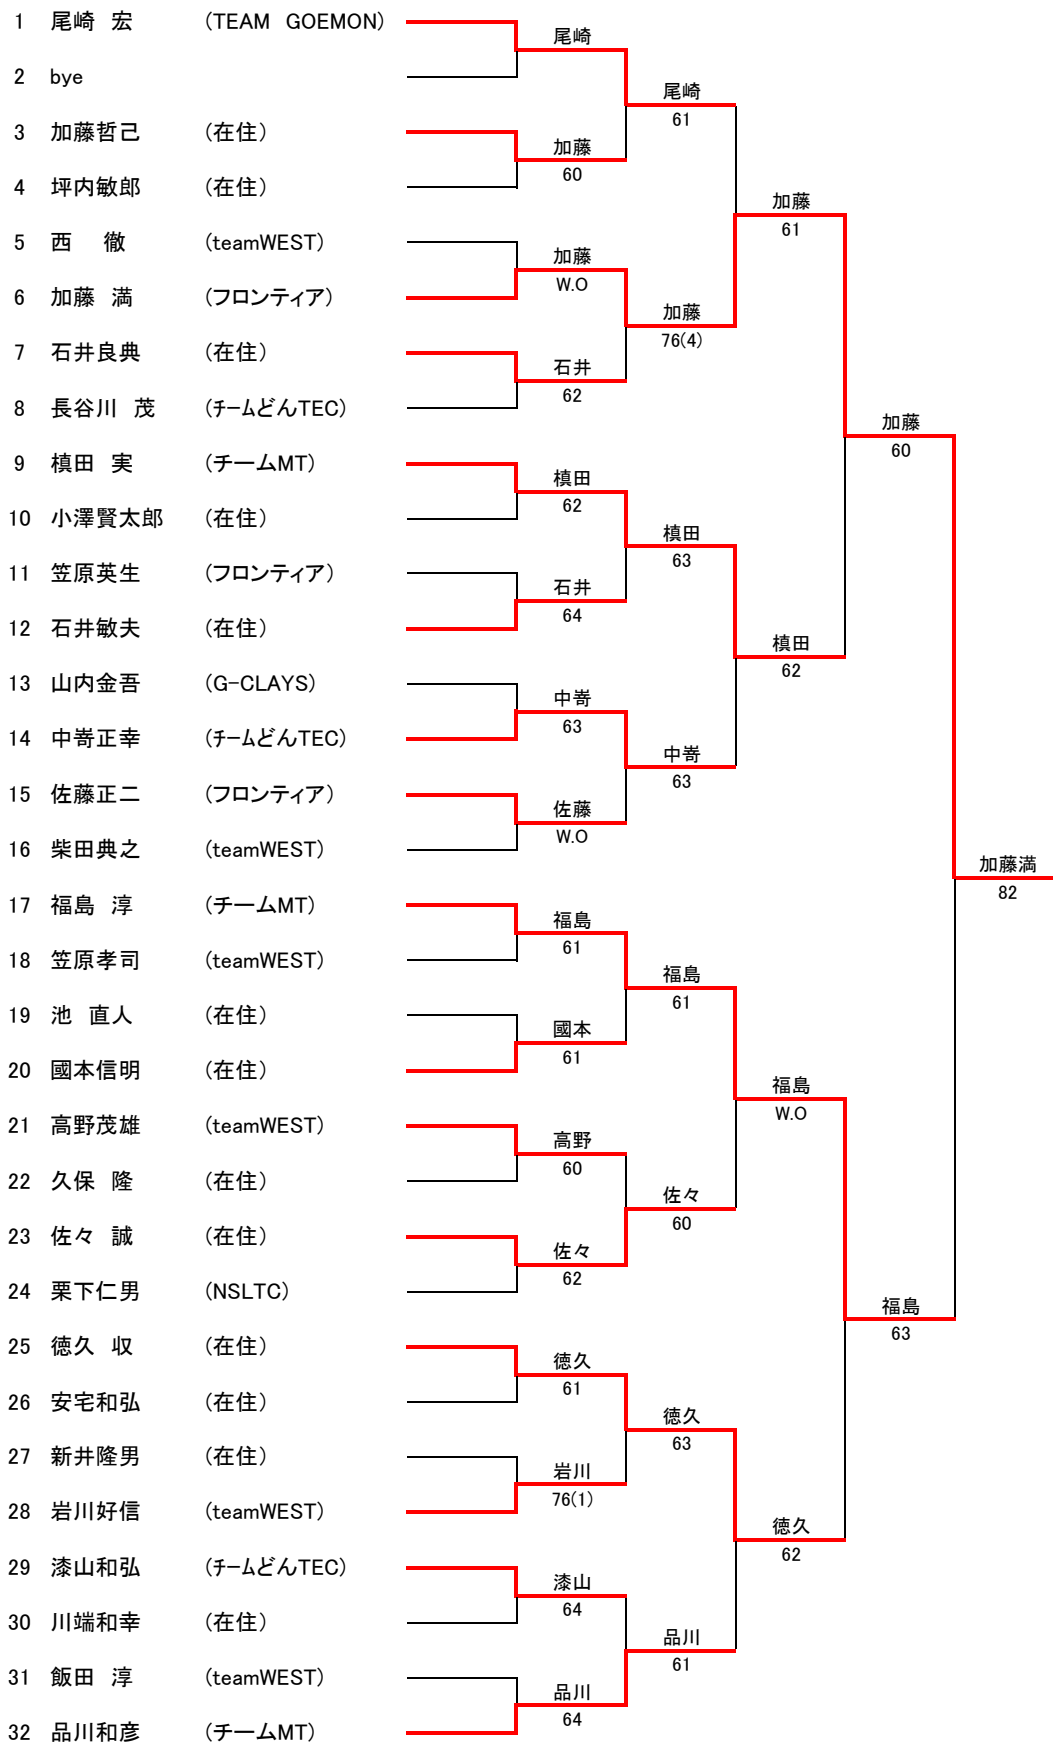 1 尾崎 宏 (TEAM GOEMON)
尾崎
2 bye
尾崎
61
3 加藤哲己 (在住)
加藤
60
4 坪内敏郎 (在住)
加藤
61
5 西 徹 (teamWEST)
加藤
W.O
6 加藤 満 (フロンティア)
加藤
76(4)
7 石井良典 (在住)
石井
62
8 長谷川 茂 (チームどんTEC)
加藤
60
9 槙田 実 (チームMT)
槙田
62
10 小澤賢太郎 (在住)
槙田
63
11 笠原英生 (フロンティア)
石井
64
12 石井敏夫 (在住)
槙田
62
13 山内金吾 (G-CLAYS)
中嵜
63
14 中嵜正幸 (チームどんTEC)
中嵜
63
15 佐藤正二 (フロンティア)
佐藤
W.O
16 柴田典之 (teamWEST)
加藤満
82
17 福島 淳 (チームMT)
福島
61
18 笠原孝司 (teamWEST)
福島
61
19 池 直人 (在住)
國本
61
20 國本信明 (在住)
福島
W.O
21 高野茂雄 (teamWEST)
高野
60
22 久保 隆 (在住)
佐々
60
23 佐々 誠 (在住)
佐々
62
24 栗下仁男 (NSLTC)
福島
63
25 徳久 収 (在住)
徳久
61
26 安宅和弘 (在住)
徳久
63
27 新井隆男 (在住)
岩川
76(1)
28 岩川好信 (teamWEST)
徳久
62
29 漆山和弘 (チームどんTEC)
漆山
64
30 川端和幸 (在住)
品川
61
31 飯田 淳 (teamWEST)
品川
64
32 品川和彦 (チームMT)